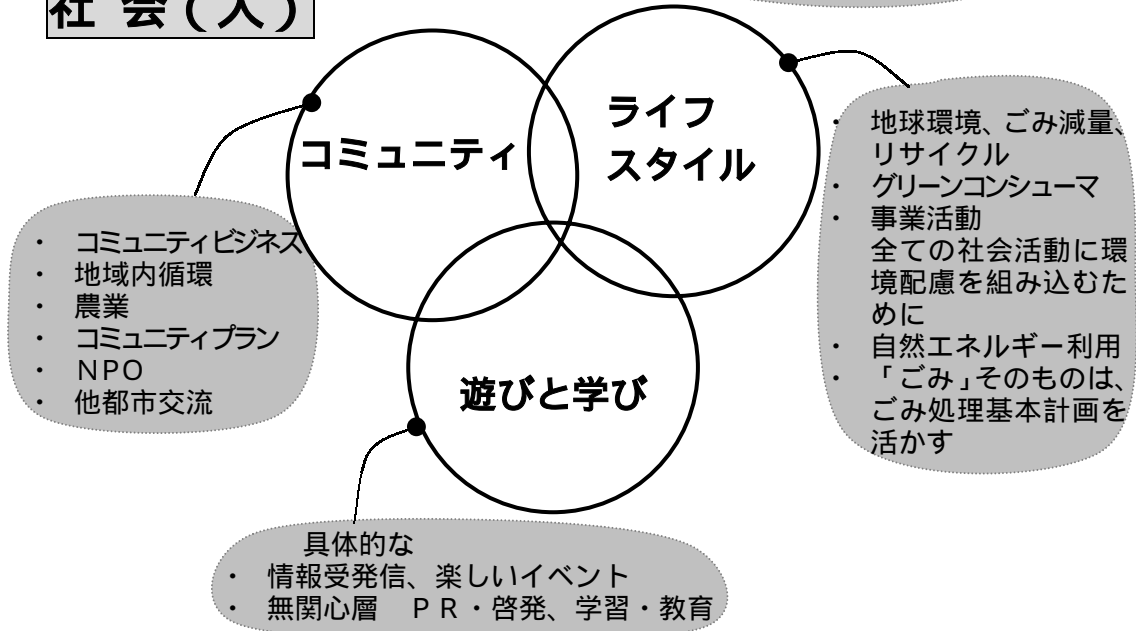 社 会（人）
コミュニティ
ライフ
スタイル
遊びと学び
・ コミュニティビジネス
・ 地域内循環
・ 農業
・ コミュニティプラン
・ ＮＰＯ
・ 他都市交流
・ 地球環境、ごみ減量、
リサイクル
・ グリーンコンシューマ
・ 事業活動
全ての社会活動に環
境配慮を組み込むた
めに
・ 自然エネルギー利用
・ 「ごみ」そのものは、
ごみ処理基本計画を
活かす
具体的な
・ 情報受発信、楽しいイベント
・ 無関心層　ＰＲ・啓発、学習・教育